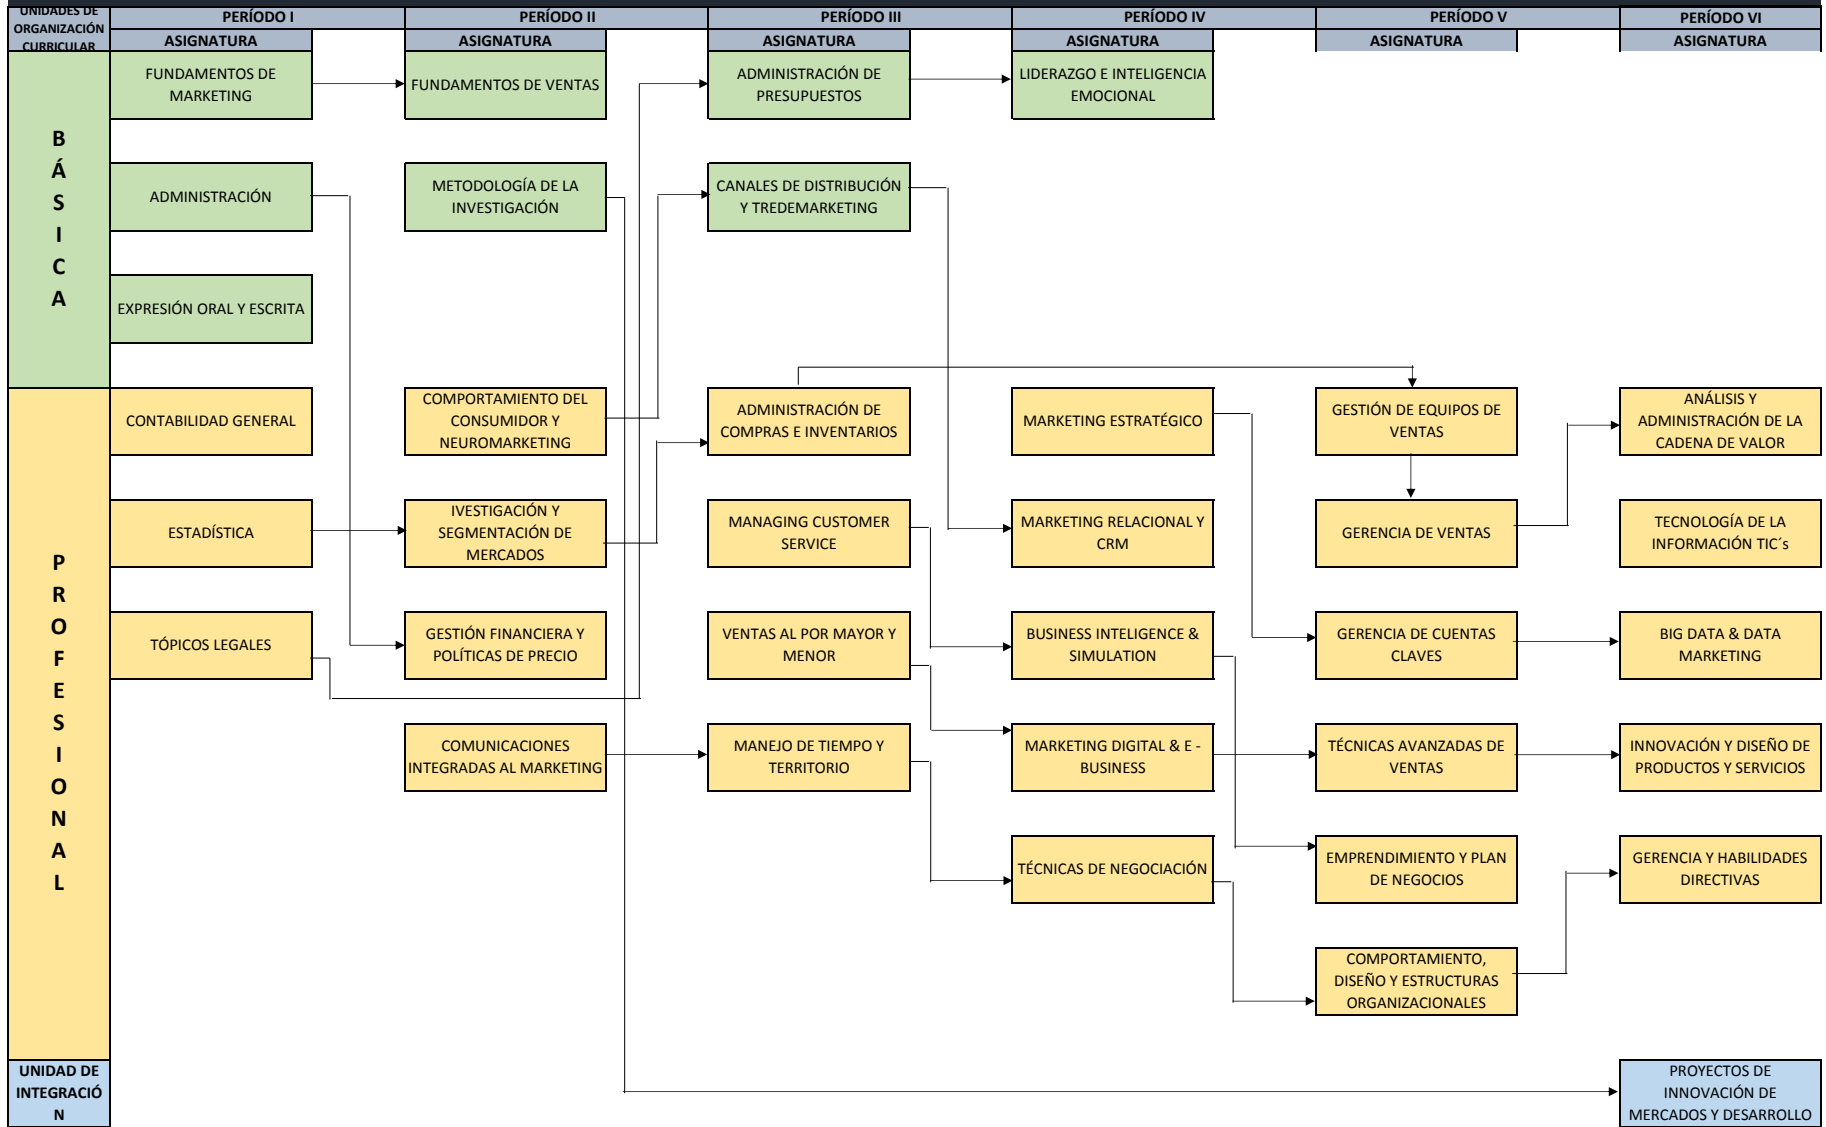 UNIDADES DE
ORGANIZACIÓN
CURRICULAR
PERÍODO I
PERÍODO II
PERÍODO III
PERÍODO IV
PERÍODO V
PERÍODO VI
ASIGNATURA
ASIGNATURA
ASIGNATURA
ASIGNATURA
ASIGNATURA
ASIGNATURA
B
Á
S
I
C
A
FUNDAMENTOS DE
MARKETING
FUNDAMENTOS DE VENTAS
ADMINISTRACIÓN DE
PRESUPUESTOS
LIDERAZGO E INTELIGENCIA
EMOCIONAL
ADMINISTRACIÓN
METODOLOGÍA DE LA
INVESTIGACIÓN
CANALES DE DISTRIBUCIÓN
Y TREDEMARKETING
EXPRESIÓN ORAL Y ESCRITA
P
R
O
F
E
S
I
O
N
A
L
CONTABILIDAD GENERAL
COMPORTAMIENTO DEL
CONSUMIDOR Y
NEUROMARKETING
ADMINISTRACIÓN DE
COMPRAS E INVENTARIOS
MARKETING ESTRATÉGICO
GESTIÓN DE EQUIPOS DE
VENTAS
ANÁLISIS Y
ADMINISTRACIÓN DE LA
CADENA DE VALOR
ESTADÍSTICA
IVESTIGACIÓN Y
SEGMENTACIÓN DE
MERCADOS
MANAGING CUSTOMER
SERVICE
MARKETING RELACIONAL Y
CRM
GERENCIA DE VENTAS
TECNOLOGÍA DE LA
INFORMACIÓN TIC´s
TÓPICOS LEGALES
GESTIÓN FINANCIERA Y
POLÍTICAS DE PRECIO
VENTAS AL POR MAYOR Y
MENOR
BUSINESS INTELIGENCE &
SIMULATION
GERENCIA DE CUENTAS
CLAVES
BIG DATA & DATA
MARKETING
COMUNICACIONES
INTEGRADAS AL MARKETING
MANEJO DE TIEMPO Y
TERRITORIO
MARKETING DIGITAL & E -
BUSINESS
TÉCNICAS AVANZADAS DE
VENTAS
INNOVACIÓN Y DISEÑO DE
PRODUCTOS Y SERVICIOS
TÉCNICAS DE NEGOCIACIÓN
EMPRENDIMIENTO Y PLAN
DE NEGOCIOS
GERENCIA Y HABILIDADES
DIRECTIVAS
COMPORTAMIENTO,
DISEÑO Y ESTRUCTURAS
ORGANIZACIONALES
UNIDAD DE
INTEGRACIÓ
N
PROYECTOS DE
INNOVACIÓN DE
MERCADOS Y DESARROLLO